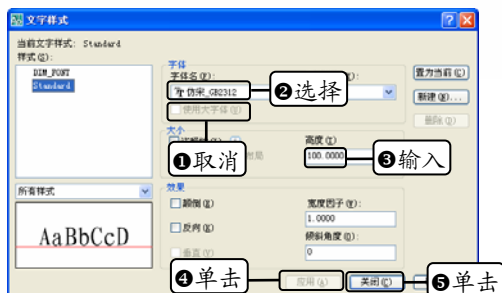 文字样式
当前文字样式: Standard
样式(S):
DIM_FONT
Standard
字体
字体名(F):
仿宋_GB2312
❷选择
使用大字体(U)
❶取消
置为当前(C)
新建(N)...
删除(D)
大小
高度(T)
100.0000
❸输入
所有样式
AaBbCcD
效果
颠倒(E)
反向(K)
垂直(V)
宽度因子(W):
1.0000
倾斜角度(O):
0
❹单击
应用(A)
关闭(C)
❺单击